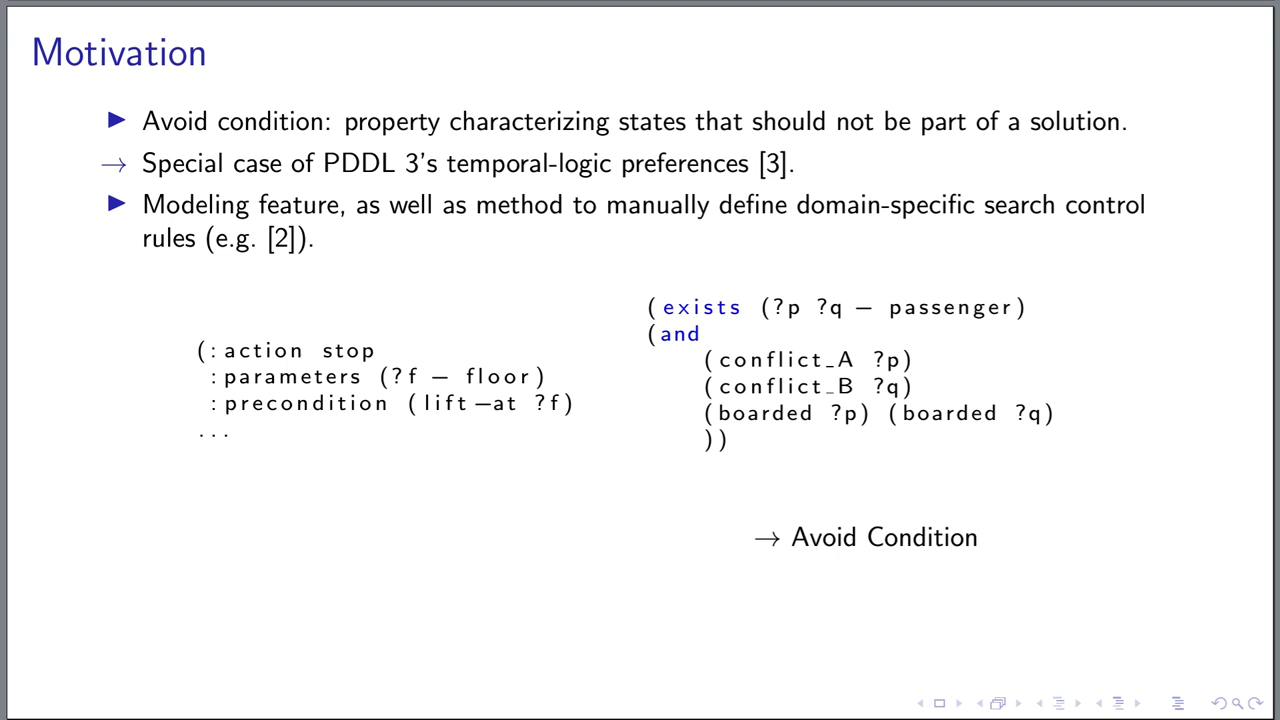 Motivation
▶ Avoid condition: property characterizing states that should not be part of a solution.
→ Special case of PDDL 3's temporal-logic preferences [3].
▶ Modeling feature, as well as method to manually define domain-specific search control
rules (e.g. [2]).
(:action stop
:parameters (?f − floor)
:precondition (lift−at ?f)
...
(exists (?p ?q − passenger)
(and
(conflict_A ?p)
(conflict_B ?q)
(boarded ?p) (boarded ?q)
))
→ Avoid Condition